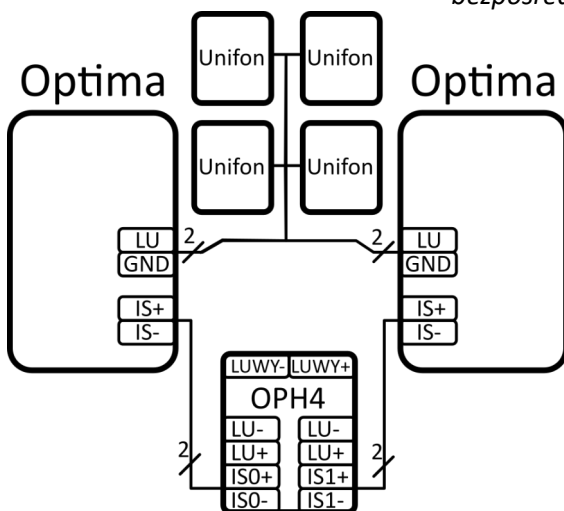 Unifon Unifon
Optima Optima
Unifon Unifon
LU 2 2 LU
GND GND
IS+ IS+
IS- IS-
LUWY- LUWY+
OPH4
LU- LU-
2 LU+ LU+ 2
IS0+ IS1+
IS0- IS1-